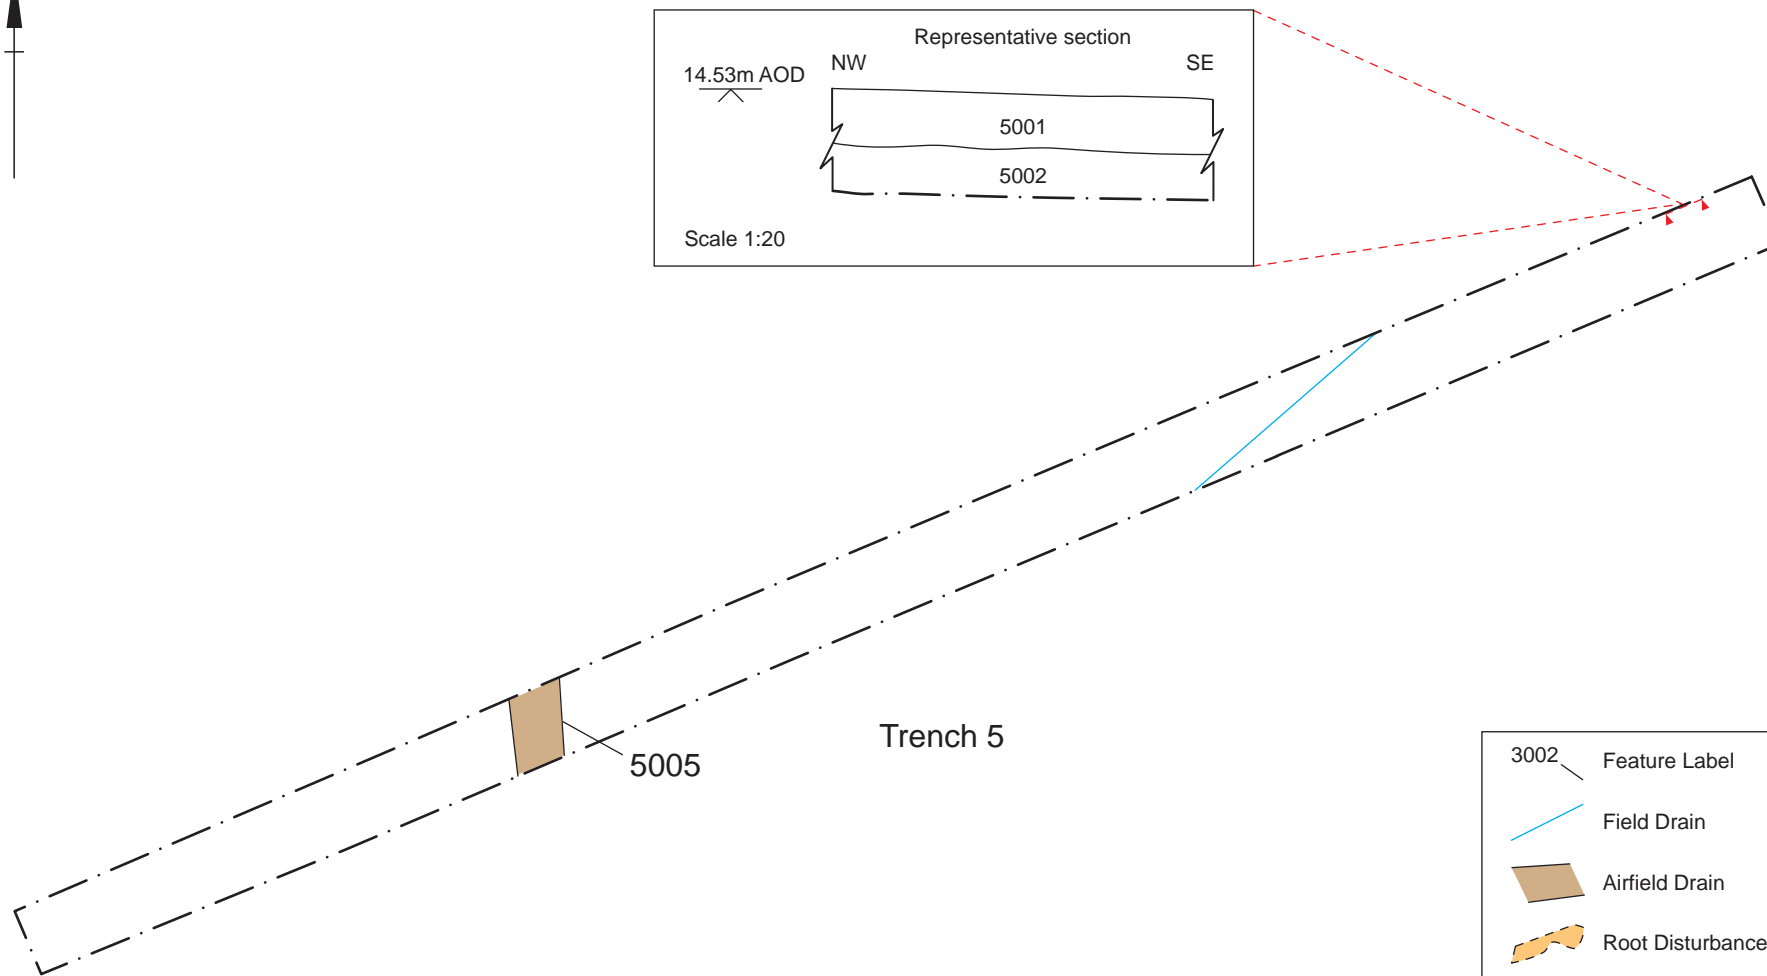 Representative section
NW SE
14.53m AOD
5001
5002
Scale 1:20
Trench 5
5005
3002 Feature Label
Field Drain
Airfield Drain
Root Disturbance